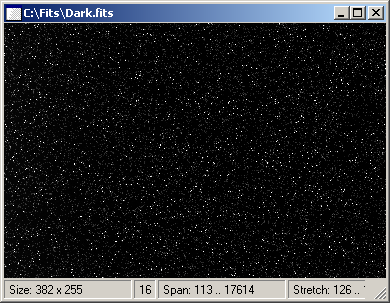 C:\Fits\Dark.fits
Size: 382 x 255 16 Span: 113 .. 17614 Stretch: 126 ..